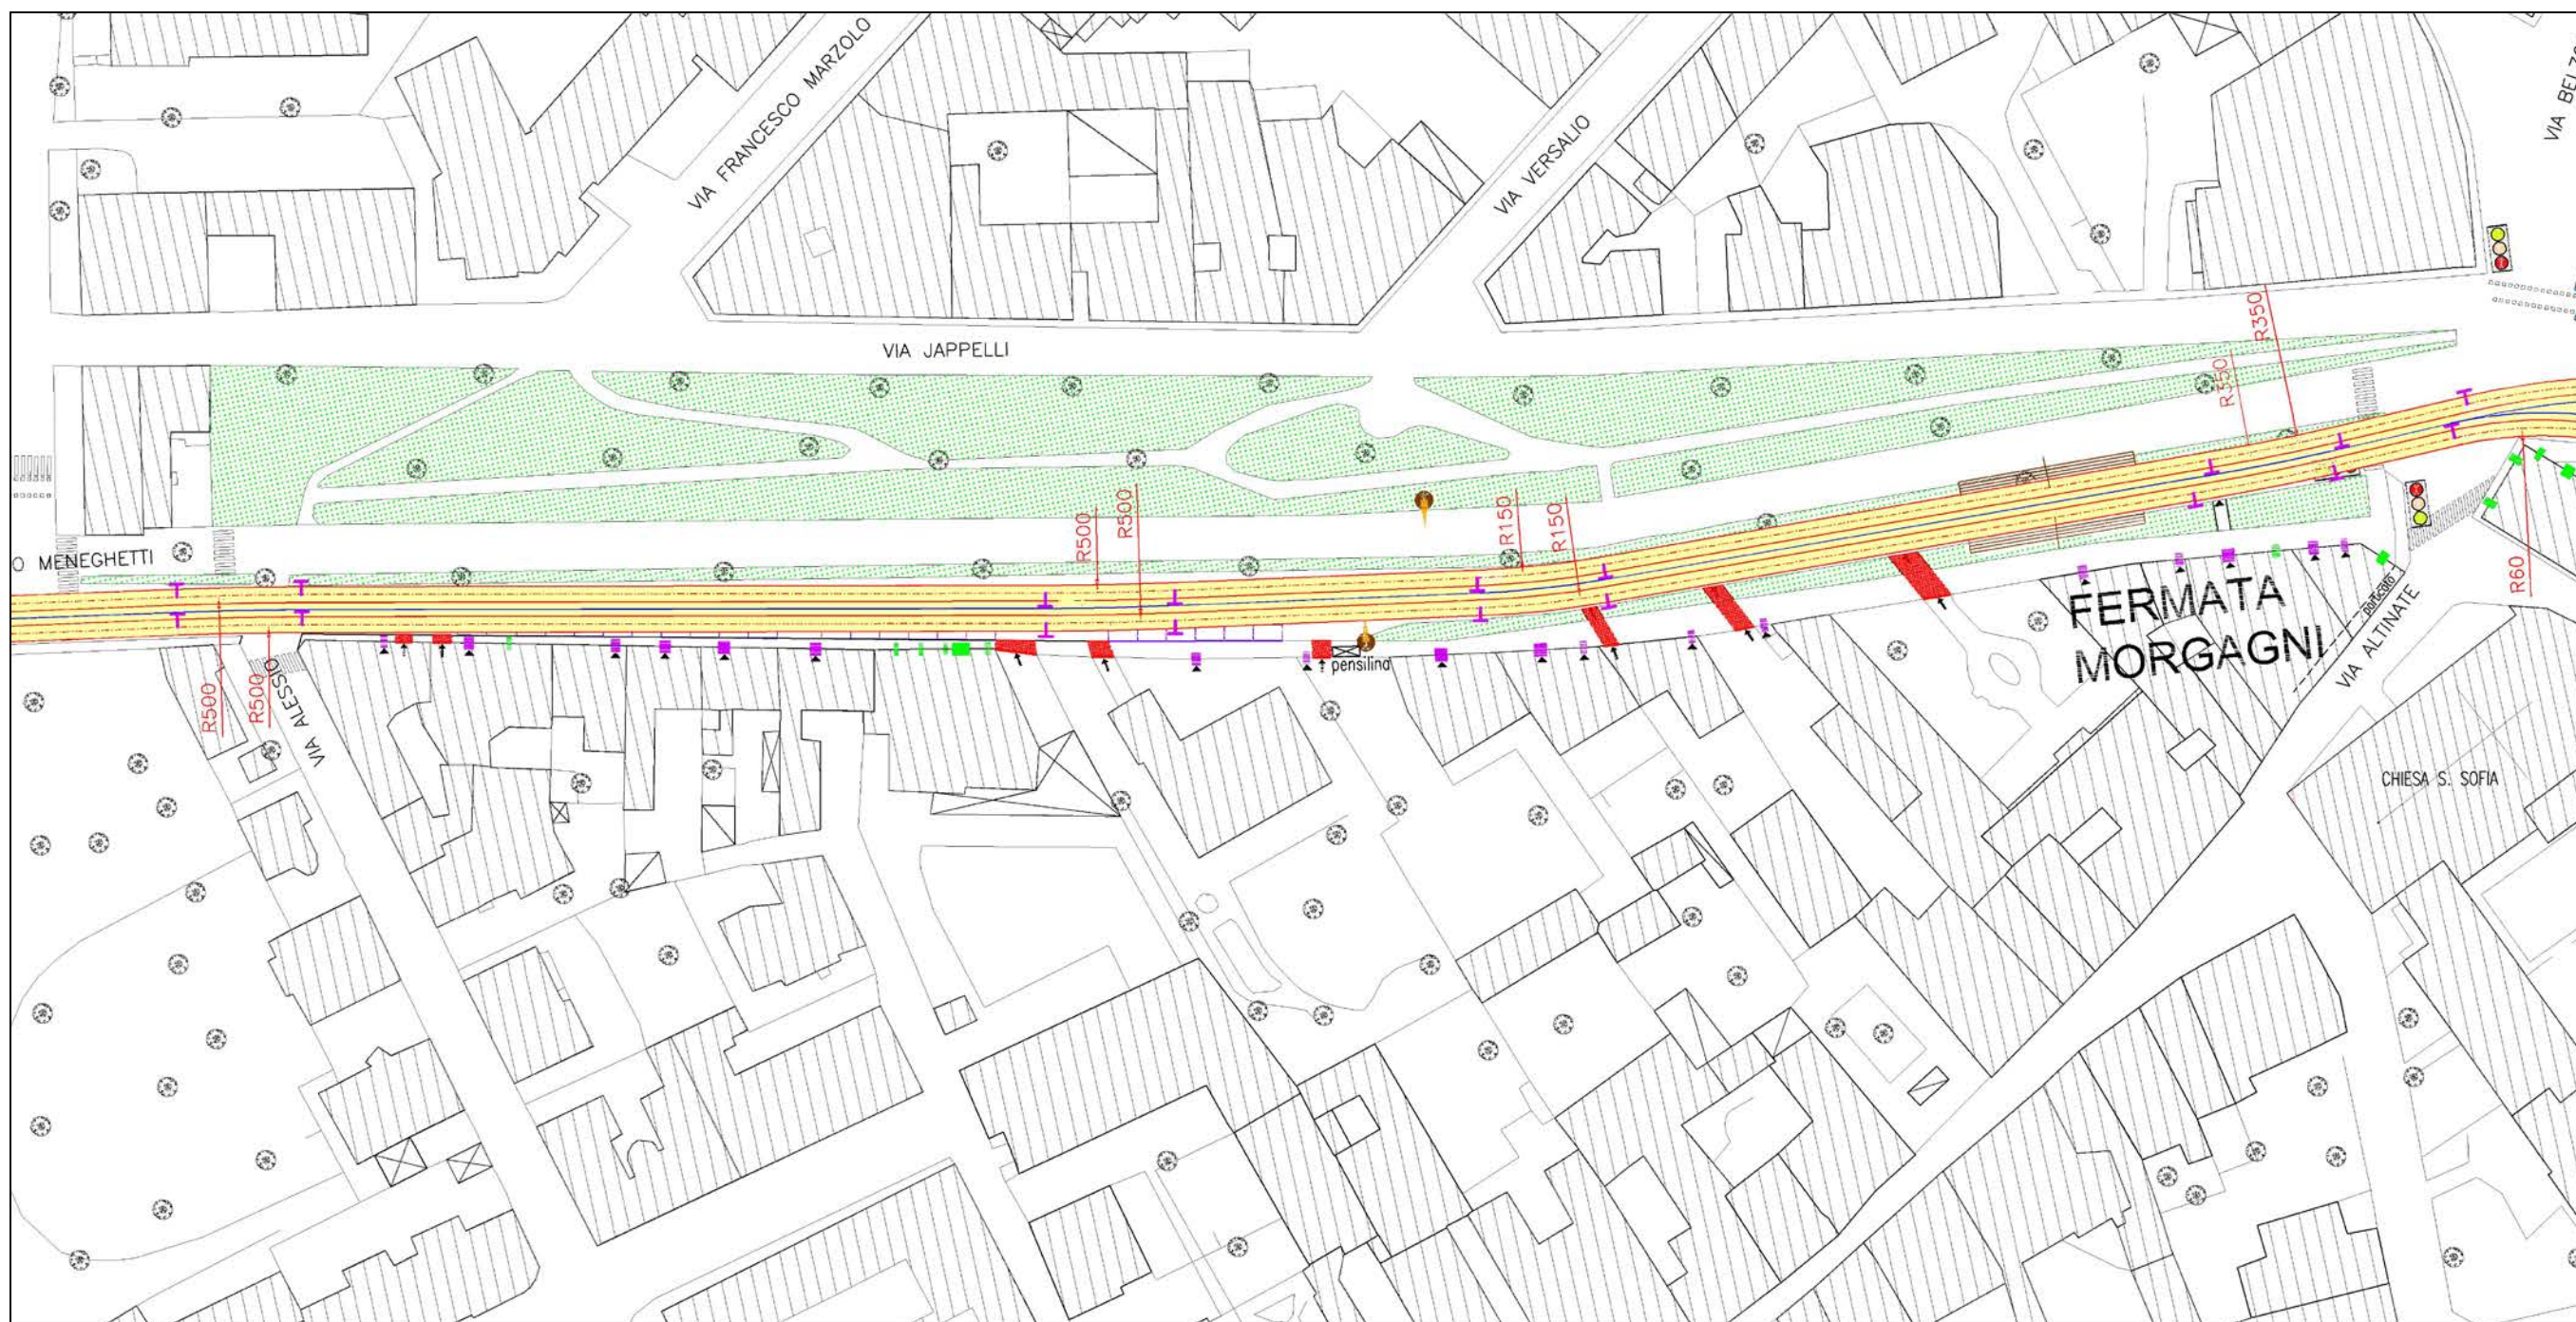 VIA FRANCESCO MARZOLO
VIA VERSALIO
VIA JAPPELLI
R350
R350
R500
R500
R150
R150
O MENEGHETTI
R500
R500
VIA ALESSIO
pensilina
FERMATA
MORGAGNI
porticato
VIA ALTINATE
R60
CHIESA S. SOFIA